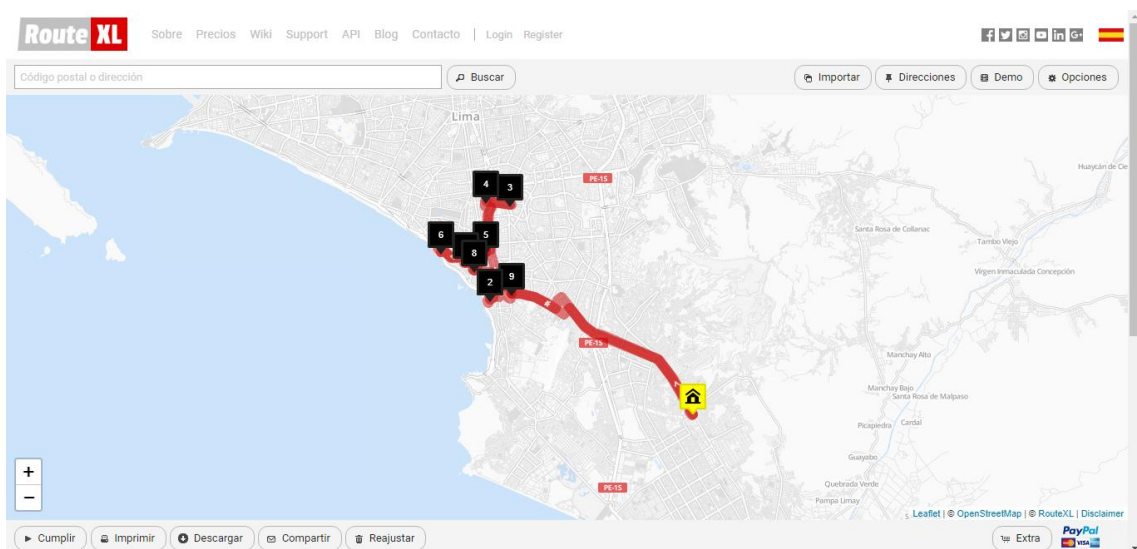 Route XL
Sobre Precios Wiki Support API Blog Contacto | Login Register
Código postal o dirección
Buscar
Importar
Direcciones
Demo
Opciones
Lima
Huaycán de Cie
PE-1S
4
3
Santa Rosa de Collanac
Tambo Viejo
6
5
8
Virgen Inmaculada Concepción
2
9
PE-1S
Manchay Alto
Manchay Bajo
Santa Rosa de Malpaso
Picapiedra
Cardal
Guayabo
+
−
PE-1S
Quebrada Verde
Pampa Limay
Leaflet | © OpenStreetMap | © RouteXL | Disclaimer
Cumplir
Imprimir
Descargar
Compartir
Reajustar
Extra
PayPal
VISA